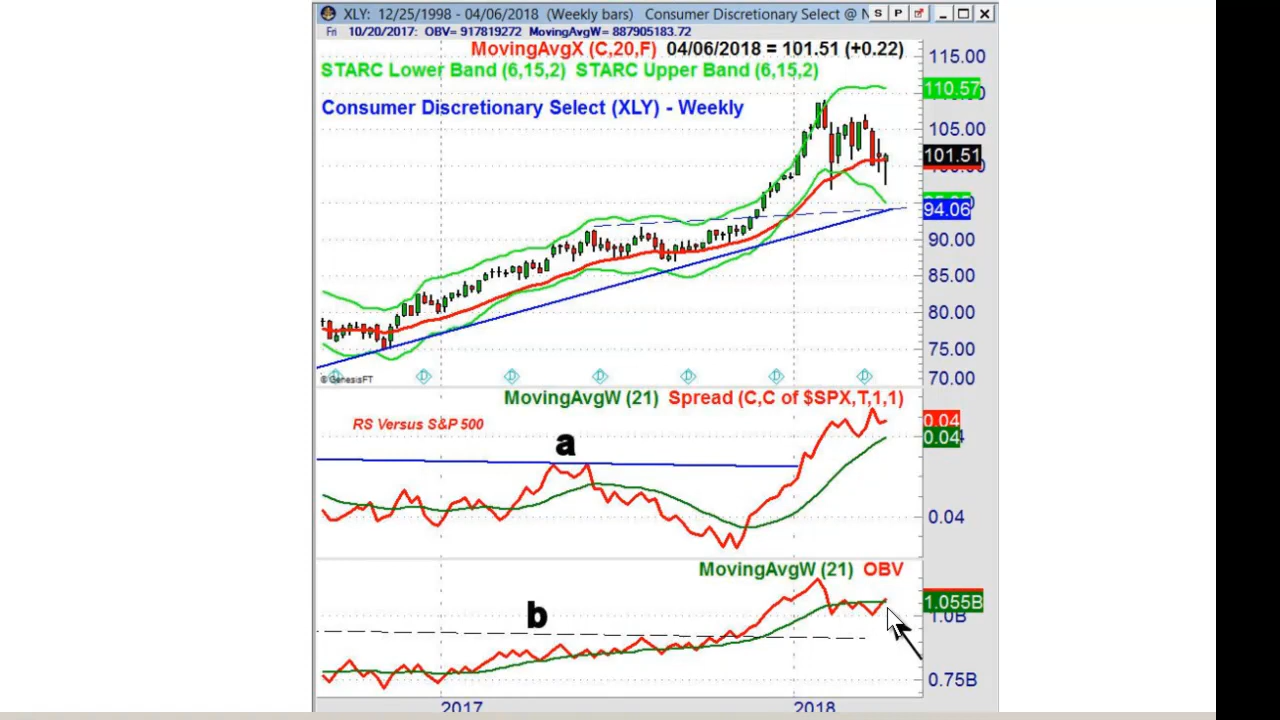 XLY: 12/25/1998 - 04/06/2018 (Weekly bars) Consumer Discretionary Select @ N S P
Fri 10/20/2017: OBV= 917819272 MovingAvgW= 887905183.72
MovingAvgX (C,20,F) 04/06/2018 = 101.51 (+0.22)
STARC Lower Band (6,15,2) STARC Upper Band (6,15,2)
Consumer Discretionary Select (XLY) - Weekly
115.00
110.57
105.00
101.51
94.06
90.00
85.00
80.00
75.00
70.00
D D D D D D D
© GenesisFT
MovingAvgW (21) Spread (C,C of $SPX,T,1,1)
RS Versus S&P 500
a
0.04
0.04
0.04
MovingAvgW (21) OBV
b
1.055B
1.0B
0.75B
2017 2018